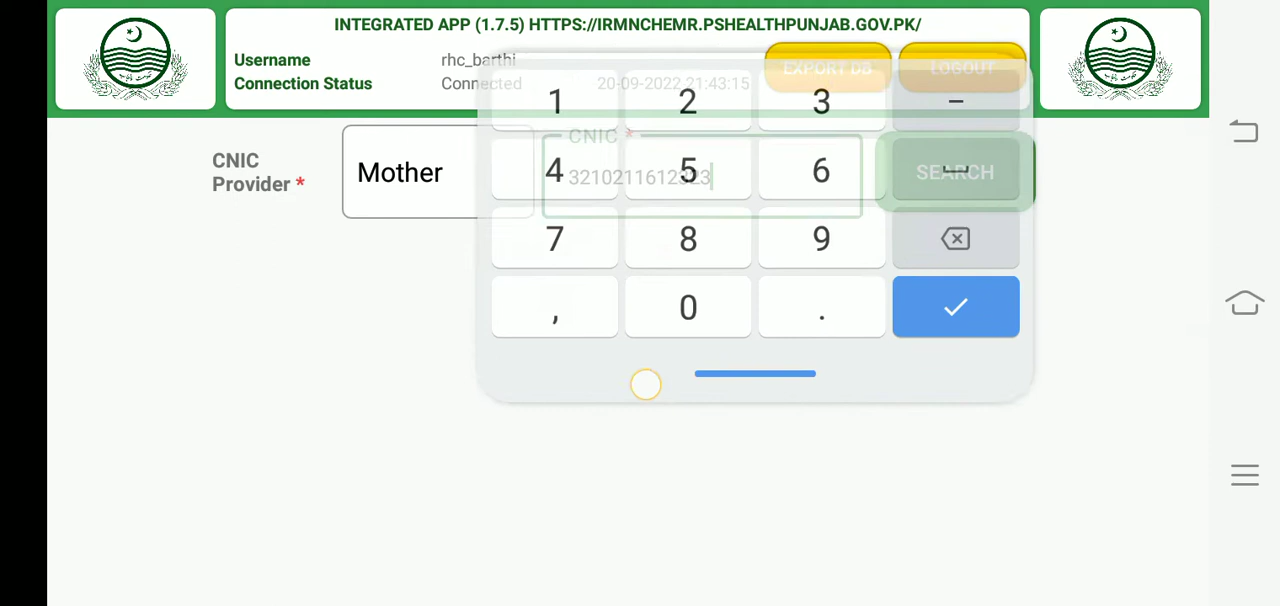 INTEGRATED APP (1.7.5) HTTPS://IRMNCHEMR.PSHEALTHPUNJAB.GOV.PK/
Username rhc_barthi
Connection Status Connected 20-09-2022 21:43:15
EXPORT DB LOGOUT
CNIC
Provider *
Mother
CNIC *
3210211612323
SEARCH
1 2 3 –
4 5 6
7 8 9
, 0 .